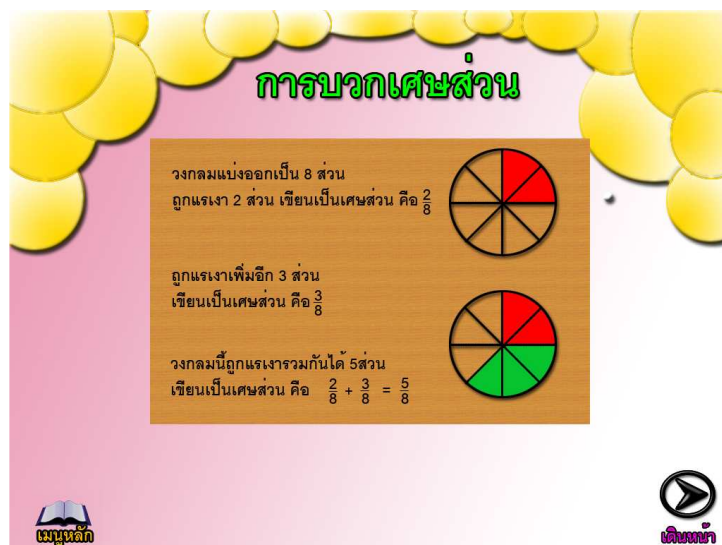 การบวกเศษส่วน
วงกลมแบ่งออกเป็น 8 ส่วน
ถูกแรเงา 2 ส่วน เขียนเป็นเศษส่วน คือ 2/8
ถูกแรเงาเพิ่มอีก 3 ส่วน
เขียนเป็นเศษส่วน คือ 3/8
วงกลมนี้ถูกแรเงารวมกันได้ 5ส่วน
เขียนเป็นเศษส่วน คือ 2/8 + 3/8 = 5/8
เมนูหลัก
เดินหน้า